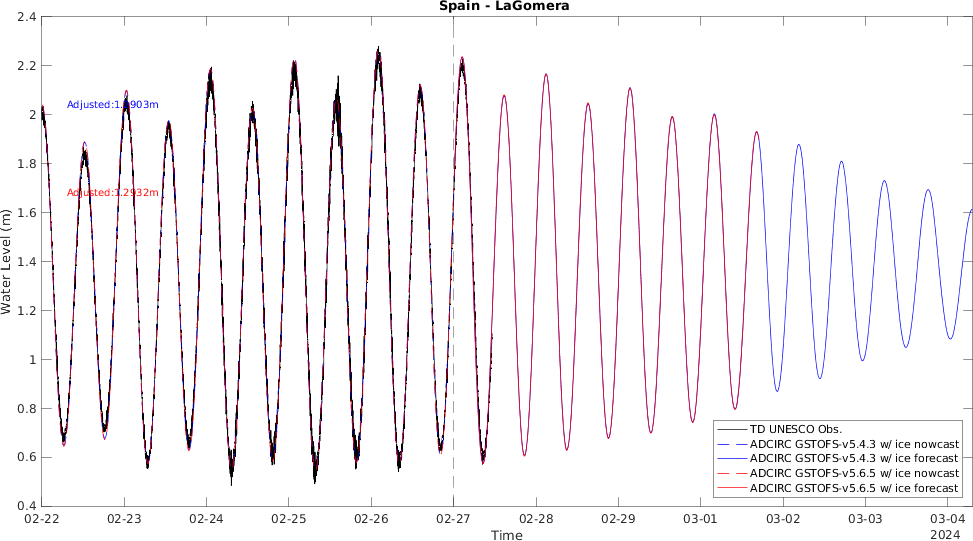 Spain - LaGomera
2.4
2.2
2
1.8
1.6
1.4
1.2
1
0.8
0.6
0.4
Water Level (m)
Adjusted:
Adjusted:1.2932m
TD UNESCO Obs.
ADCIRC GSTOFS-v5.4.3 w/ ice nowcast
ADCIRC GSTOFS-v5.4.3 w/ ice forecast
ADCIRC GSTOFS-v5.6.5 w/ ice nowcast
ADCIRC GSTOFS-v5.6.5 w/ ice forecast
02-22 02-23 02-24 02-25 02-26 02-27 02-28 02-29 03-01 03-02 03-03 03-04
2024
Time